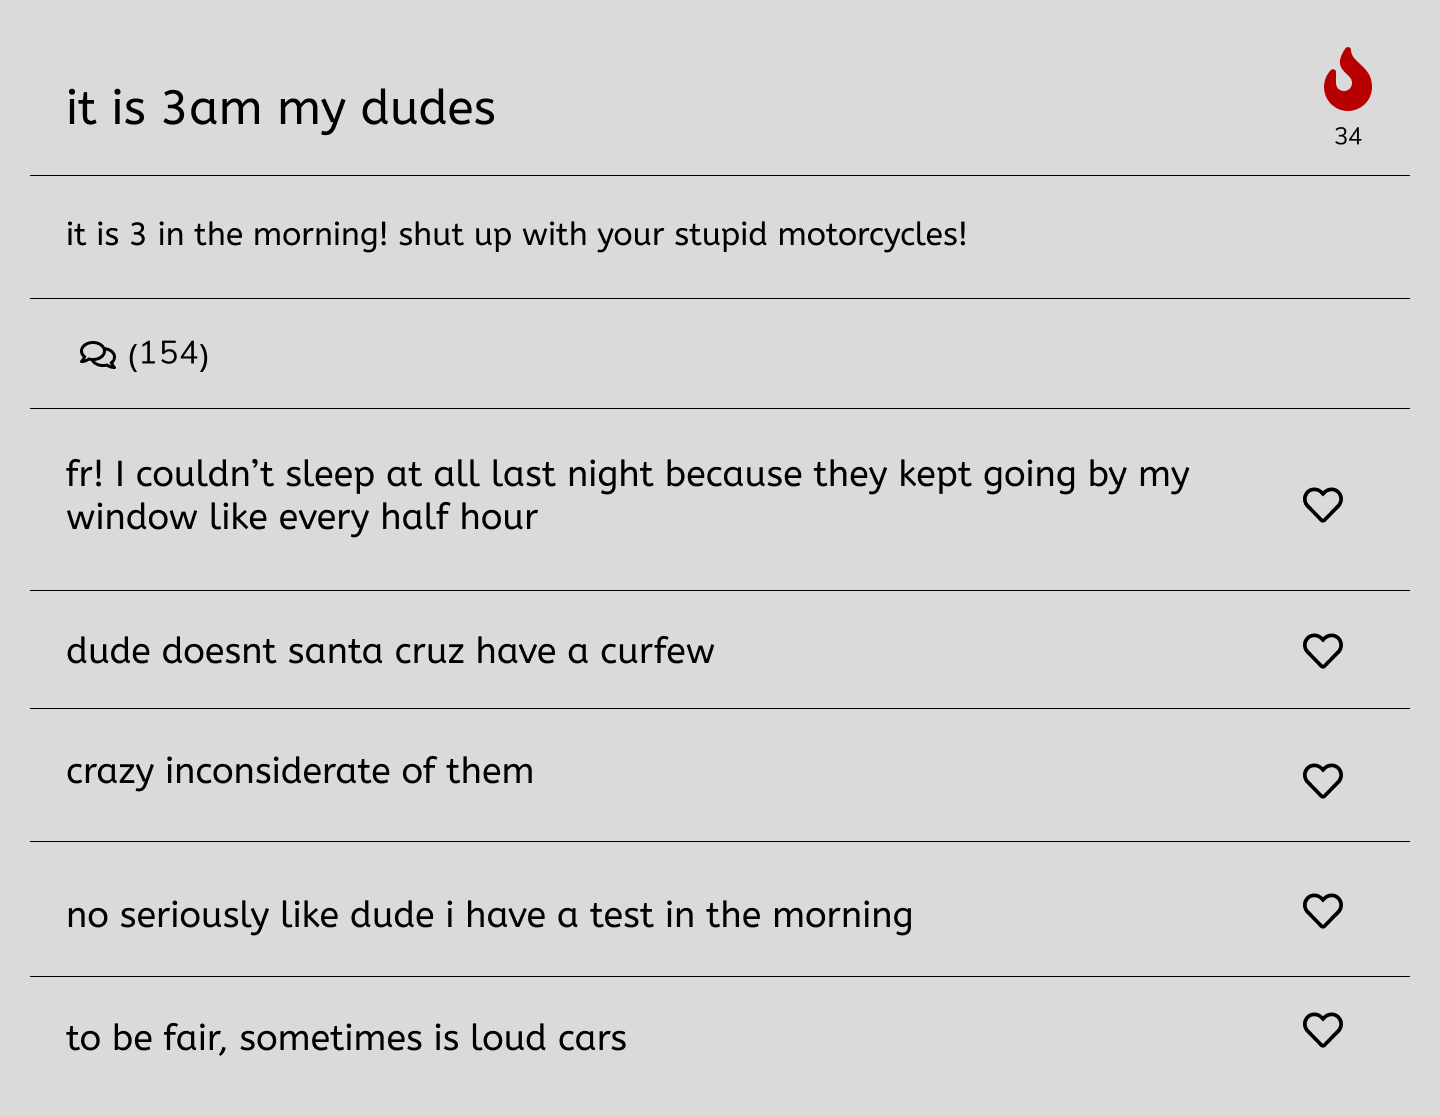 it is 3am my dudes
34
it is 3 in the morning! shut up with your stupid motorcycles!
(154)
fr! I couldn’t sleep at all last night because they kept going by my
window like every half hour
dude doesnt santa cruz have a curfew
crazy inconsiderate of them
no seriously like dude i have a test in the morning
to be fair, sometimes is loud cars